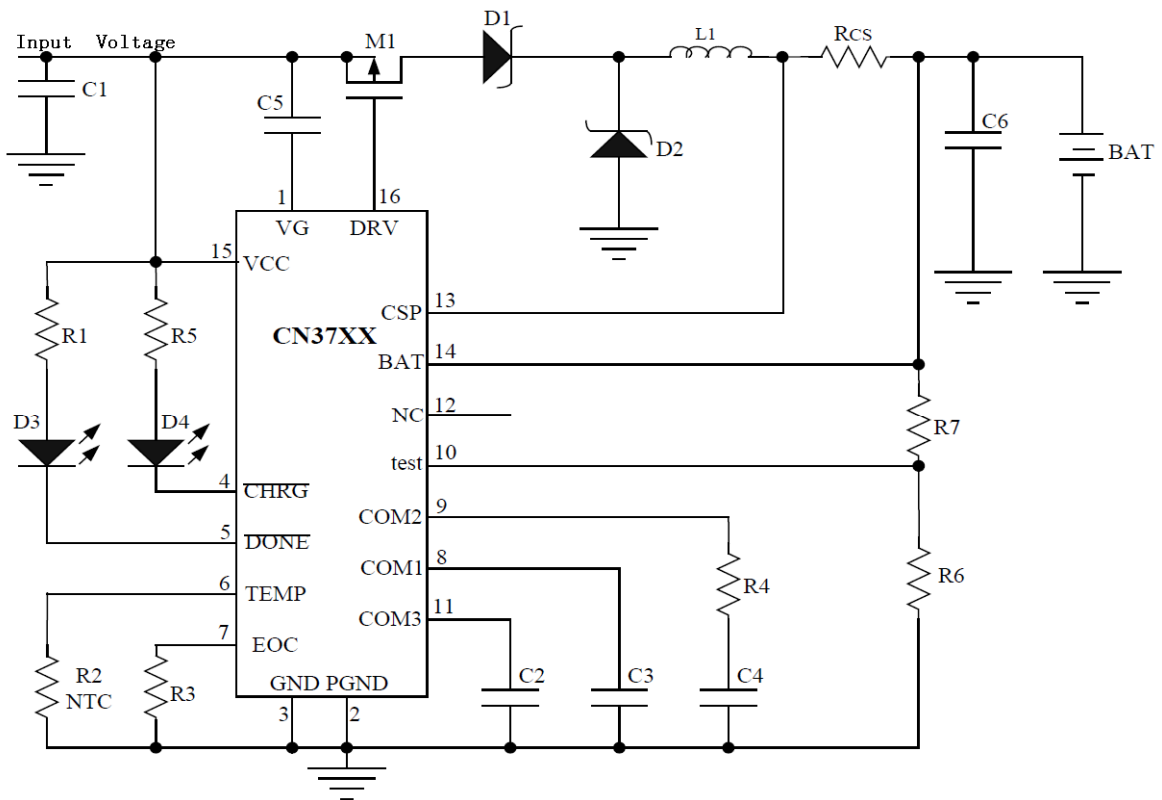 Input Voltage
D1
M1
L1
RCS
C1
C5
C6
D2
BAT
1
16
VG
DRV
15
VCC
13
CSP
R1
R5
CN37XX
14
BAT
12
NC
R7
D3
D4
10
test
4
CHRG
9
COM2
5
DONE
8
COM1
R4
R6
6
TEMP
11
COM3
7
EOC
R2
NTC
R3
GND PGND
C2
C3
C4
3
2